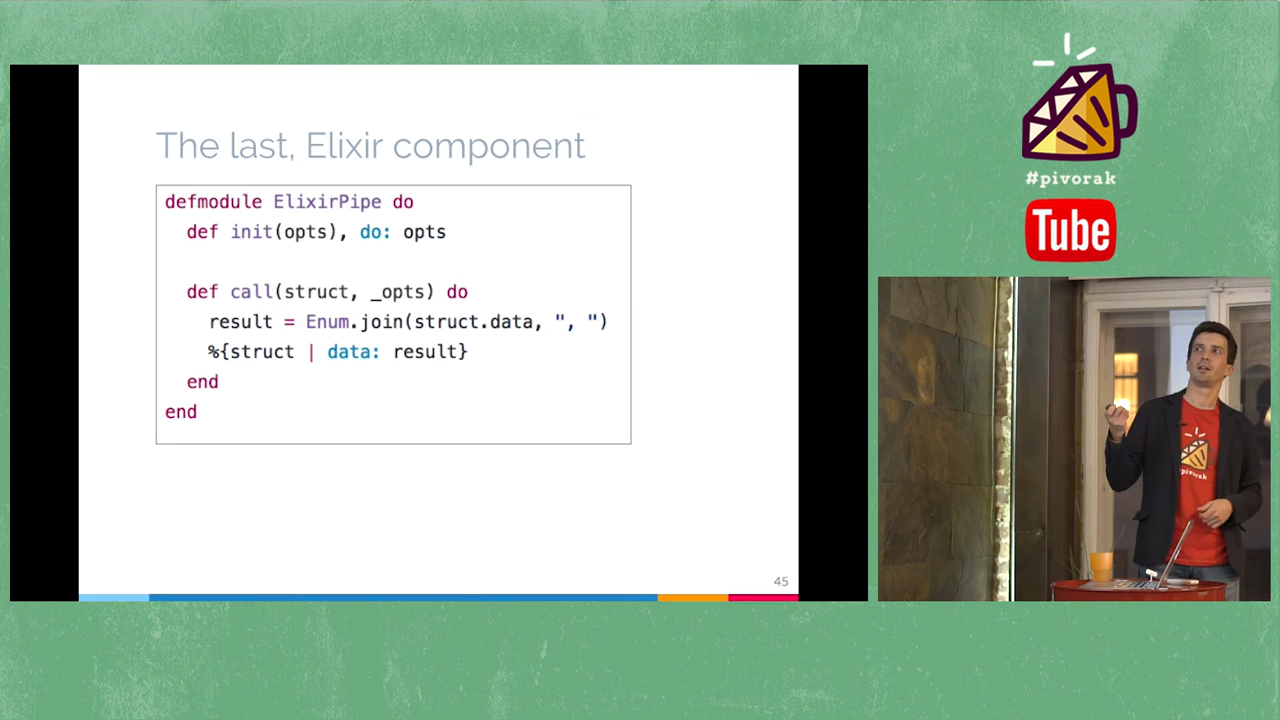 The last, Elixir component
defmodule ElixirPipe do
  def init(opts), do: opts
  def call(struct, _opts) do
    result = Enum.join(struct.data, ", ")
    %{struct | data: result}
  end
end
45
#pivorak
Tube
#pivorak